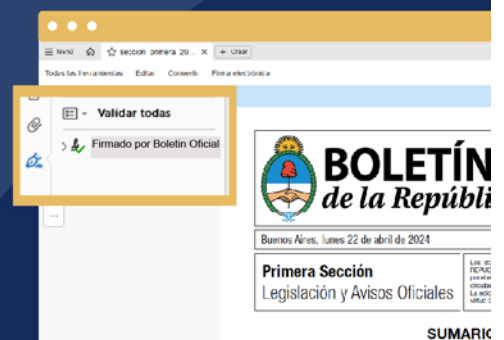 Menú sección primera 20... × + Crear
Todas las herramientas Editar Convertir Firma electrónica
Validar todas
Firmado por Boletin Oficial
BOLETÍN
de la Repúbli
Buenos Aires, lunes 22 de abril de 2024
Primera Sección
Legislación y Avisos Oficiales
SUMARIO